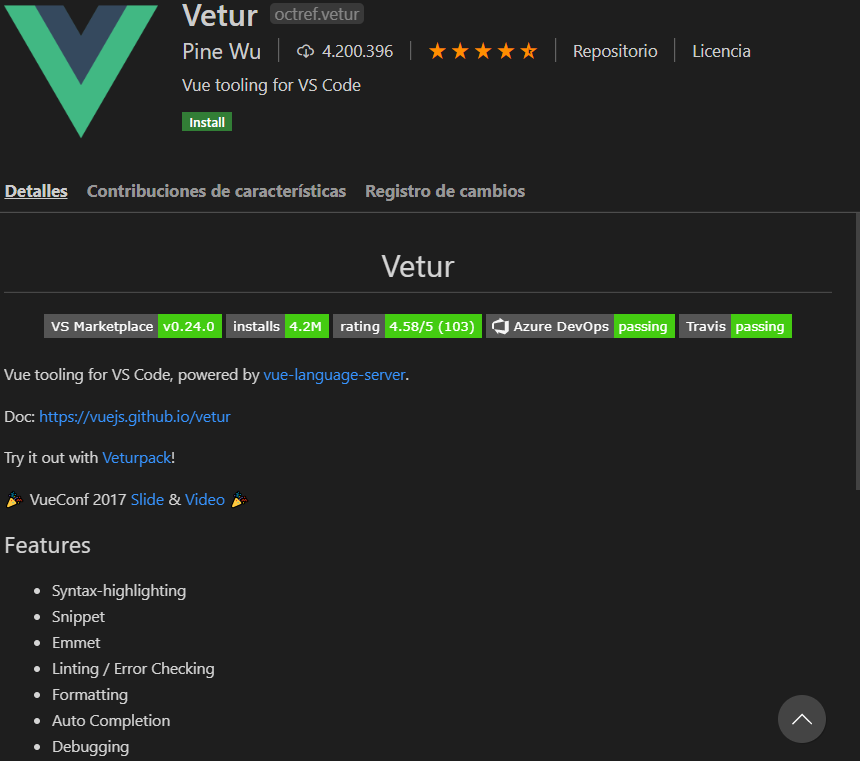 Vetur octref.vetur
Pine Wu 4.200.396 Repositorio Licencia
Vue tooling for VS Code
Install
Detalles Contribuciones de características Registro de cambios
Vetur
VS Marketplace v0.24.0 installs 4.2M rating 4.58/5 (103) Azure DevOps passing Travis passing
Vue tooling for VS Code, powered by vue-language-server.
Doc: https://vuejs.github.io/vetur
Try it out with Veturpack!
🎉 VueConf 2017 Slide & Video 🎉
Features
• Syntax-highlighting
• Snippet
• Emmet
• Linting / Error Checking
• Formatting
• Auto Completion
• Debugging